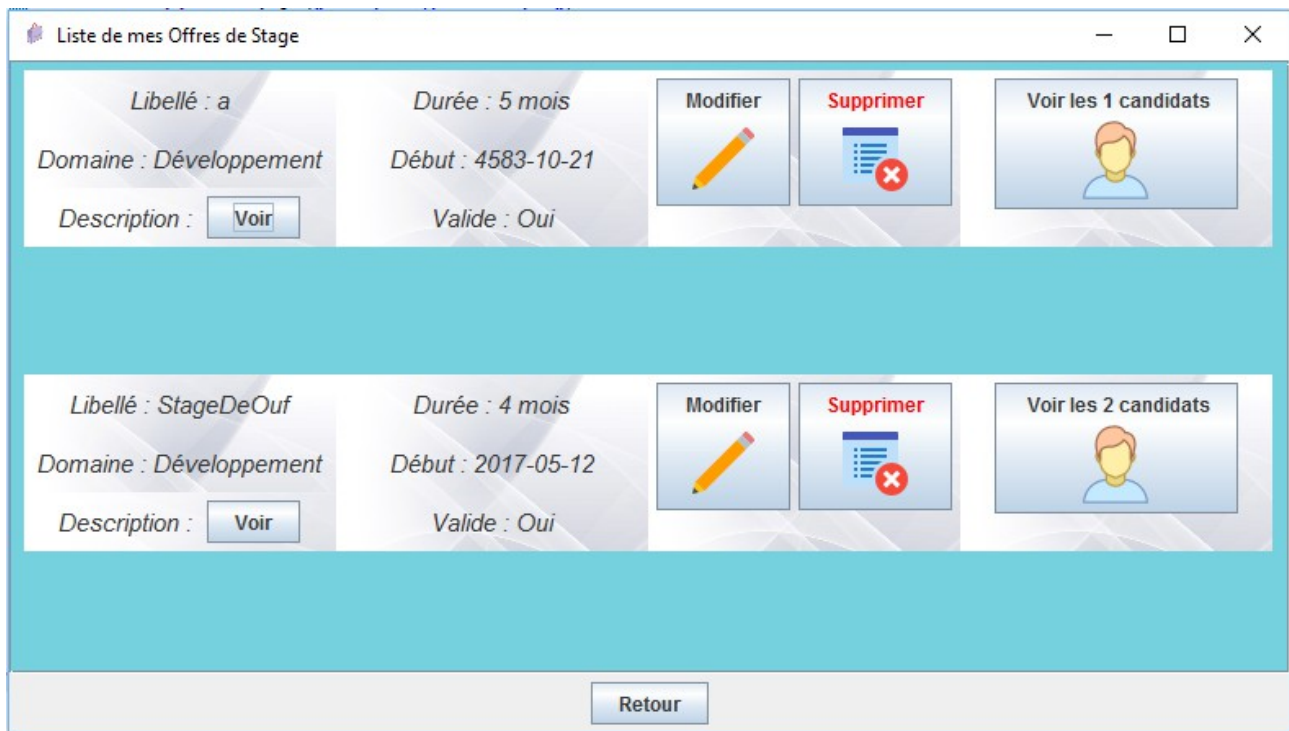 Liste de mes Offres de Stage
Libellé : a
Durée : 5 mois
Modifier
Supprimer
Voir les 1 candidats
Domaine : Développement
Début : 4583-10-21
Description :
Voir
Valide : Oui
Libellé : StageDeOuf
Durée : 4 mois
Modifier
Supprimer
Voir les 2 candidats
Domaine : Développement
Début : 2017-05-12
Description :
Voir
Valide : Oui
Retour